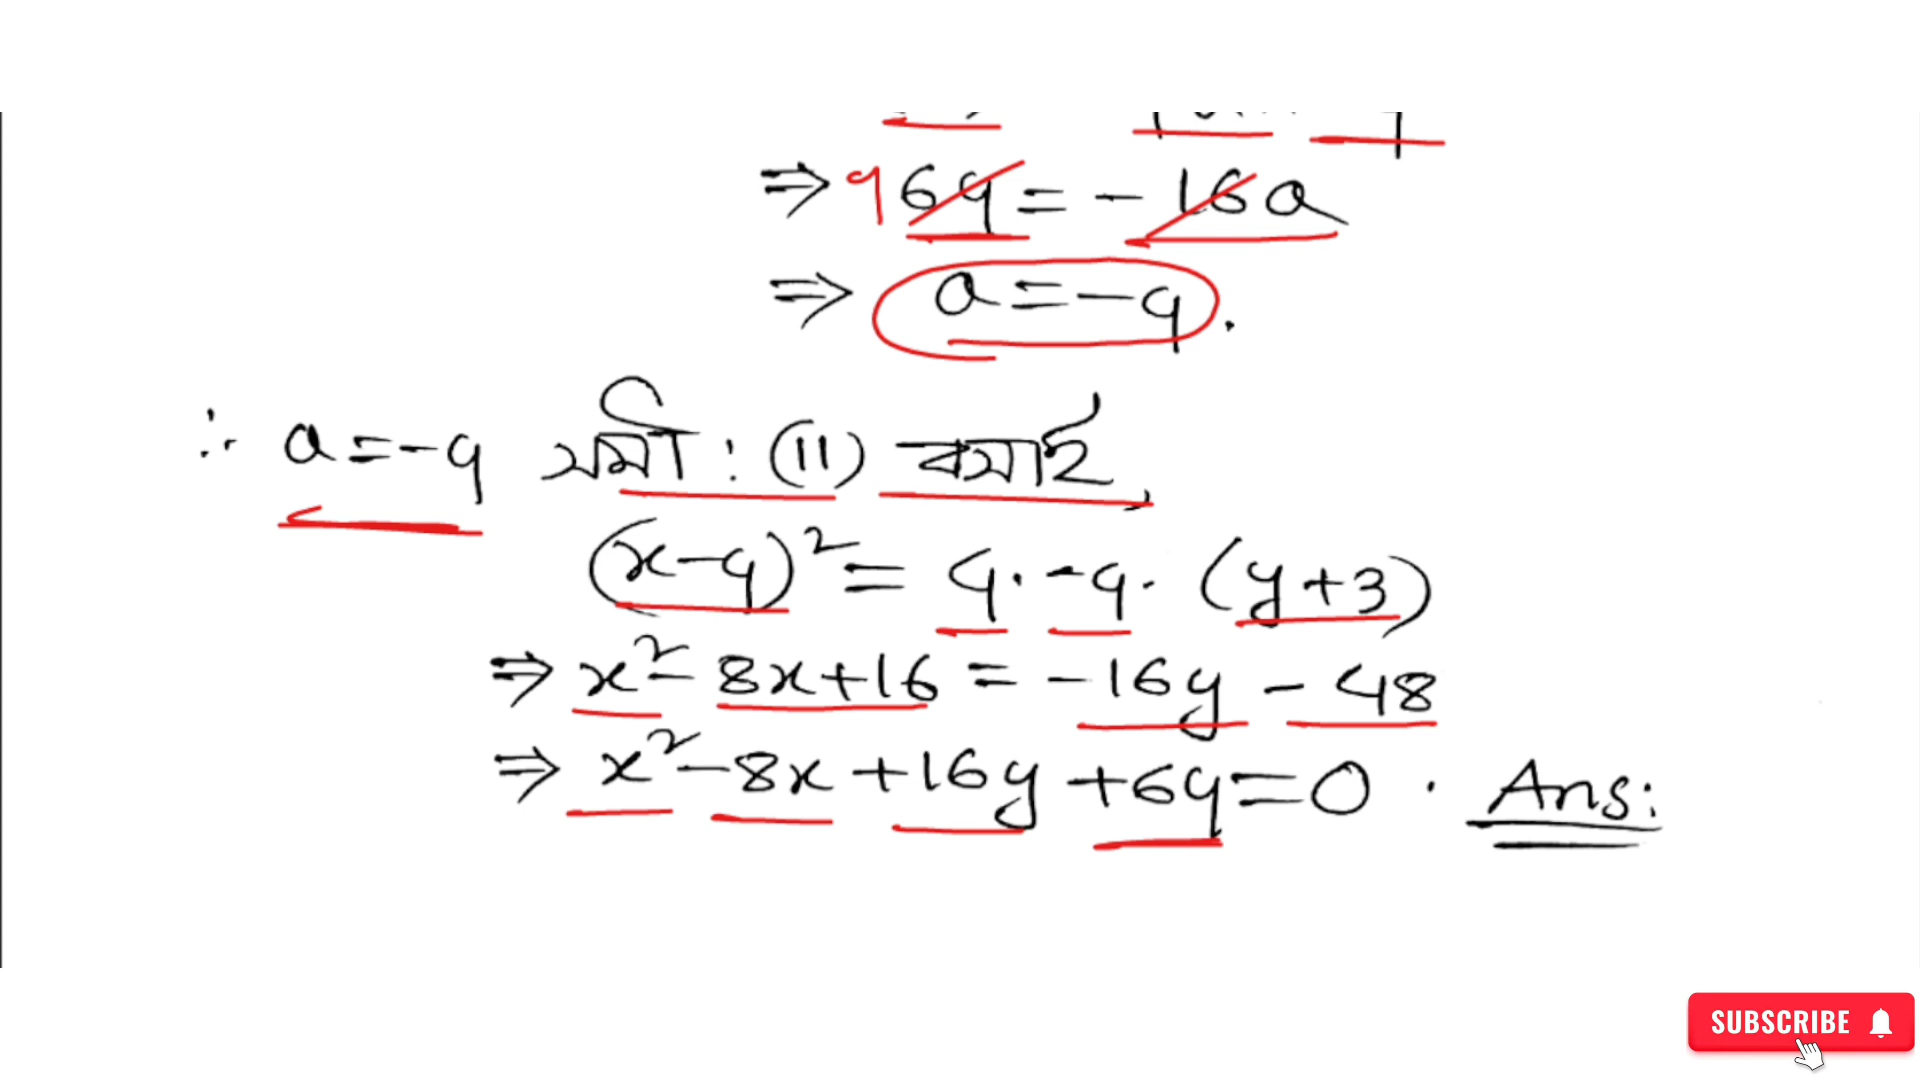 ⇒ 4 64 = -16a
⇒ a = -4.
∴ a = -4 সমী: (ii) বসাই,
(x-4)² = 4. -4. (y+3)
⇒ x² - 8x + 16 = -16y - 48
⇒ x² - 8x + 16y + 64 = 0. Ans:
SUBSCRIBE